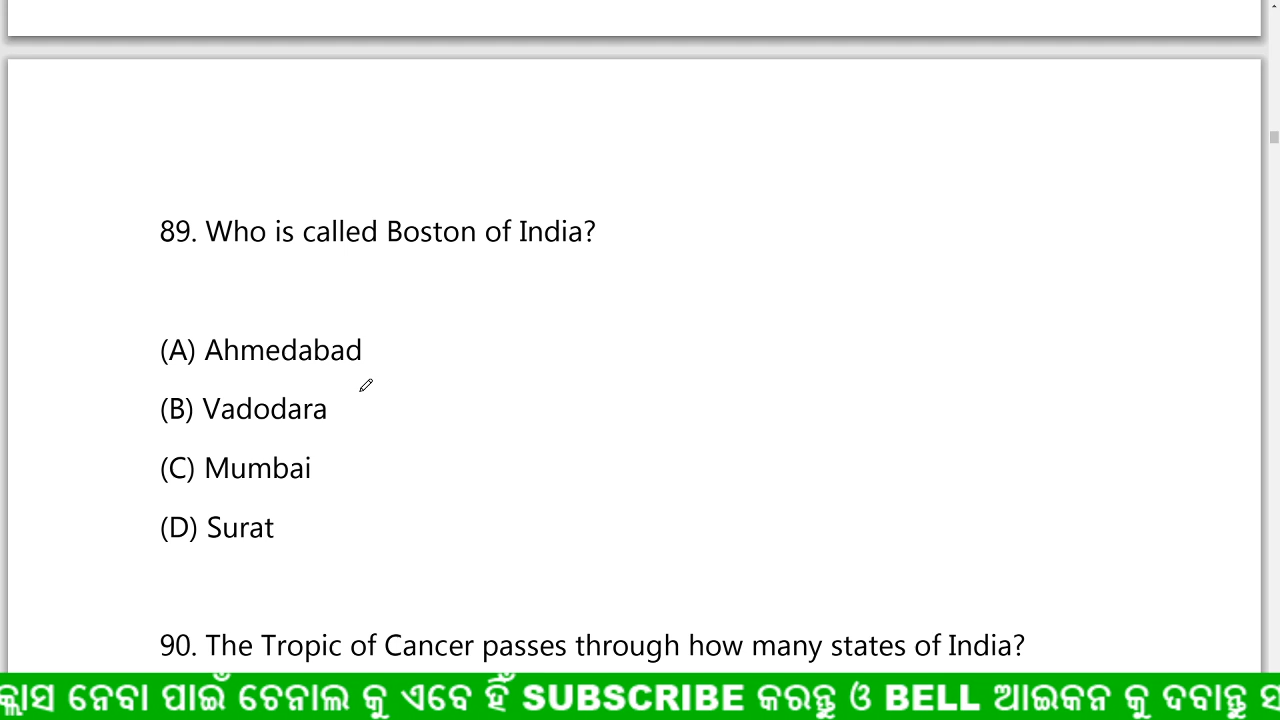 89. Who is called Boston of India?
(A) Ahmedabad
(B) Vadodara
(C) Mumbai
(D) Surat
90. The Tropic of Cancer passes through how many states of India?
କ୍ଲାସ ନେବା ପାଇଁ ଚେନାଲ କୁ ଏବେ ହିଁ SUBSCRIBE କରନ୍ତୁ ଓ BELL ଆଇକନ କୁ ଦବାନ୍ତୁ ସ